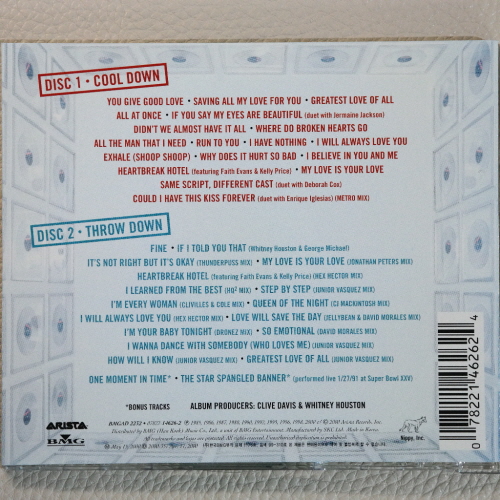 DISC 1 • COOL DOWN
YOU GIVE GOOD LOVE • SAVING ALL MY LOVE FOR YOU • GREATEST LOVE OF ALL
ALL AT ONCE • IF YOU SAY MY EYES ARE BEAUTIFUL (duet with Jermaine Jackson)
DIDN'T WE ALMOST HAVE IT ALL • WHERE DO BROKEN HEARTS GO
ALL THE MAN THAT I NEED • RUN TO YOU • I HAVE NOTHING • I WILL ALWAYS LOVE YOU
EXHALE (SHOOP SHOOP) • WHY DOES IT HURT SO BAD • I BELIEVE IN YOU AND ME
HEARTBREAK HOTEL (featuring Faith Evans & Kelly Price) • MY LOVE IS YOUR LOVE
SAME SCRIPT, DIFFERENT CAST (duet with Deborah Cox)
COULD I HAVE THIS KISS FOREVER (duet with Enrique Iglesias) (METRO MIX)
DISC 2 • THROW DOWN
FINE • IF I TOLD YOU THAT (Whitney Houston & George Michael)
IT'S NOT RIGHT BUT IT'S OKAY (THUNDERPUSS MIX) • MY LOVE IS YOUR LOVE (JONATHAN PETERS MIX)
HEARTBREAK HOTEL (featuring Faith Evans & Kelly Price) (HEX HECTOR MIX)
I LEARNED FROM THE BEST (HQ² MIX) • STEP BY STEP (JUNIOR VASQUEZ MIX)
I'M EVERY WOMAN (CLIVILLES & COLE MIX) • QUEEN OF THE NIGHT (CJ MACKINTOSH MIX)
I WILL ALWAYS LOVE YOU (HEX HECTOR MIX) • LOVE WILL SAVE THE DAY (JELLYBEAN & DAVID MORALES MIX)
I'M YOUR BABY TONIGHT (DRONEZ MIX) • SO EMOTIONAL (DAVID MORALES MIX)
I WANNA DANCE WITH SOMEBODY (WHO LOVES ME) (JUNIOR VASQUEZ MIX)
HOW WILL I KNOW (JUNIOR VASQUEZ MIX) • GREATEST LOVE OF ALL (JUNIOR VASQUEZ MIX)
ONE MOMENT IN TIME* • THE STAR SPANGLED BANNER* (performed live 1/27/91 at Super Bowl XXV)
*BONUS TRACKS ALBUM PRODUCERS: CLIVE DAVIS & WHITNEY HOUSTON
ARISTA
BMG
Nippy, Inc.
0 78221 46262 4